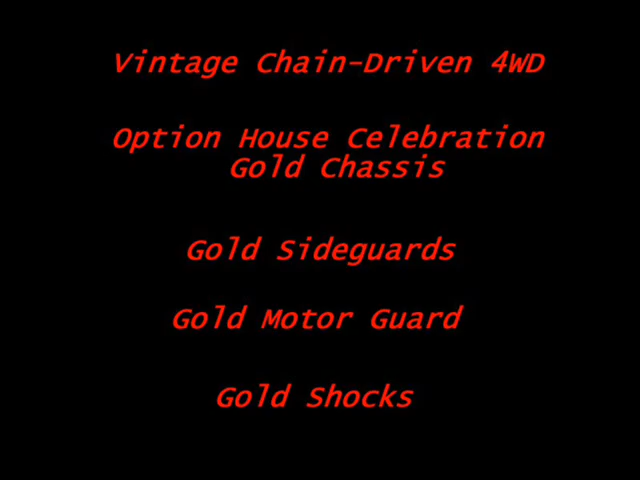 Vintage Chain-Driven 4WD
Option House Celebration
Gold Chassis
Gold Sideguards
Gold Motor Guard
Gold Shocks